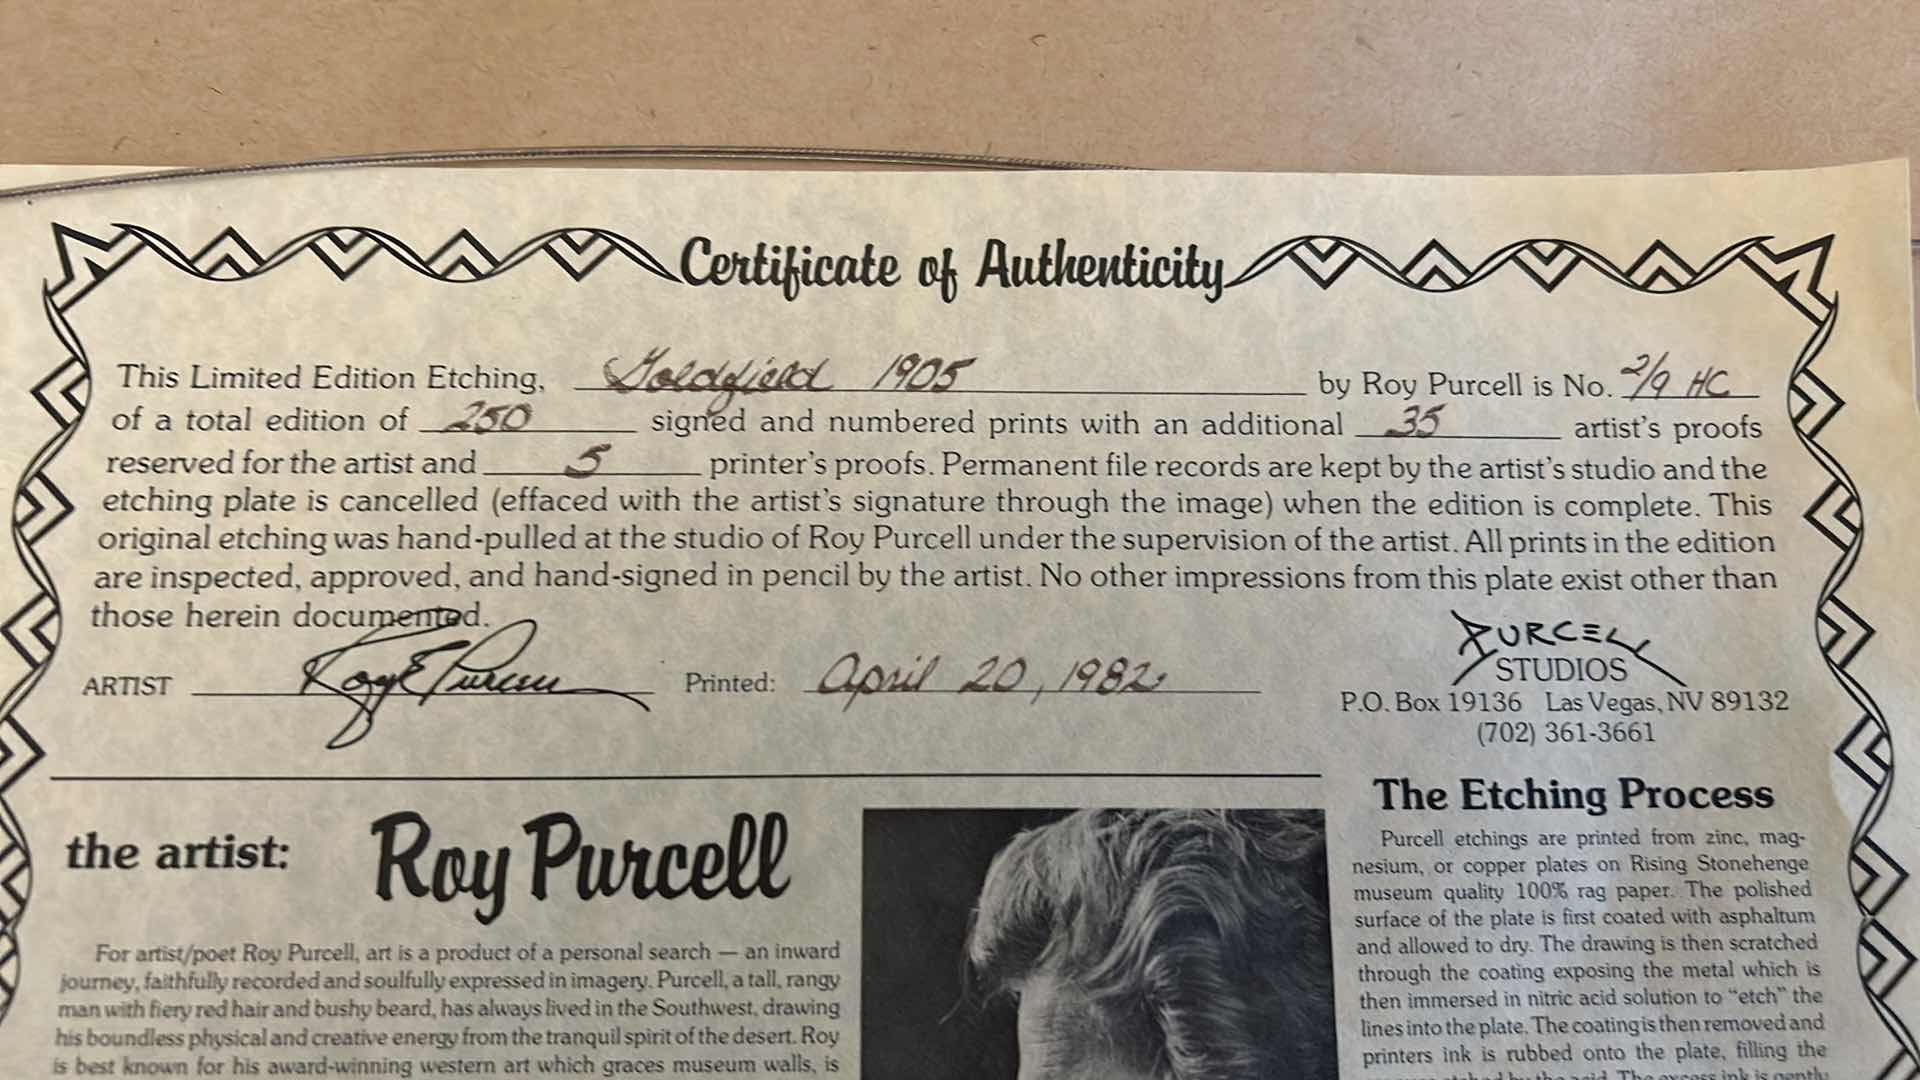 Certificate of Authenticity
This Limited Edition Etching, Goldfield 1905 by Roy Purcell is No. 2/9 HC
of a total edition of 250 signed and numbered prints with an additional 35 artist's proofs
reserved for the artist and 5 printer's proofs. Permanent file records are kept by the artist's studio and the
etching plate is cancelled (effaced with the artist's signature through the image) when the edition is complete. This
original etching was hand-pulled at the studio of Roy Purcell under the supervision of the artist. All prints in the edition
are inspected, approved, and hand-signed in pencil by the artist. No other impressions from this plate exist other than
those herein documented.
ARTIST Roy E Purcell Printed: April 20, 1982
PURCELL
STUDIOS
P.O. Box 19136 Las Vegas, NV 89132
(702) 361-3661
the artist: Roy Purcell
For artist/poet Roy Purcell, art is a product of a personal search — an inward
journey, faithfully recorded and soulfully expressed in imagery. Purcell, a tall, rangy
man with fiery red hair and bushy beard, has always lived in the Southwest, drawing
his boundless physical and creative energy from the tranquil spirit of the desert. Roy
is best known for his award-winning western art which graces museum walls, is
The Etching Process
Purcell etchings are printed from zinc, mag-
nesium, or copper plates on Rising Stonehenge
museum quality 100% rag paper. The polished
surface of the plate is first coated with asphaltum
and allowed to dry. The drawing is then scratched
through the coating exposing the metal which is
then immersed in nitric acid solution to "etch" the
lines into the plate. The coating is then removed and
printers ink is rubbed onto the plate, filling the
by the acid. The excess ink is gently